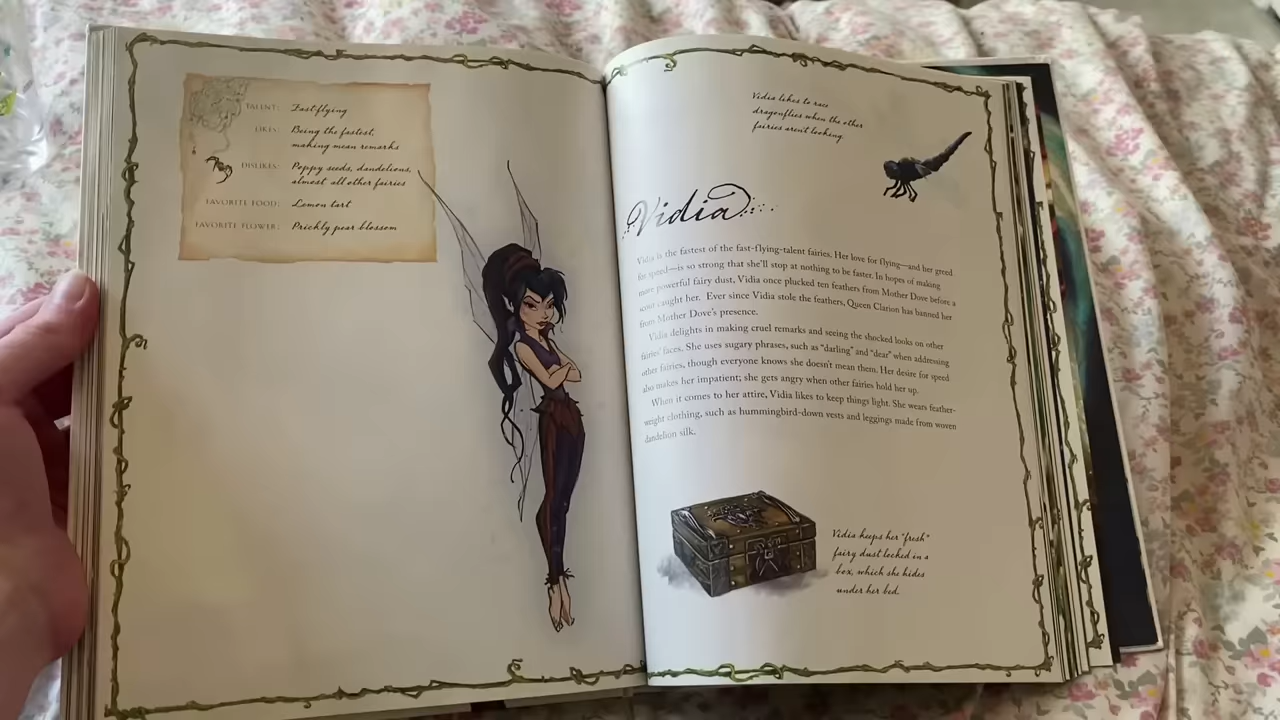 TALENT: Fast flying
LIKES: Being the fastest,
making mean remarks
DISLIKES: Poppy seeds, dandelions,
almost all other fairies
FAVORITE FOOD: Lemon tart
FAVORITE FLOWER: Prickly pear blossom
Vidia likes to race
dragonflies when the other
fairies aren't looking.
Vidia
Vidia is the fastest of the fast-flying-talent fairies. Her love for flying—and her greed
for speed—is so strong that she'll stop at nothing to be faster. In hopes of making
more powerful fairy dust, Vidia once plucked ten feathers from Mother Dove before a
scout caught her. Ever since Vidia stole the feathers, Queen Clarion has banned her
from Mother Dove's presence.
Vidia delights in making cruel remarks and seeing the shocked looks on other
fairies' faces. She uses sugary phrases, such as "darling" and "dear" when addressing
other fairies, though everyone knows she doesn't mean them. Her desire for speed
also makes her impatient; she gets angry when other fairies hold her up.
When it comes to her attire, Vidia likes to keep things light. She wears feather-
weight clothing, such as hummingbird-down vests and leggings made from woven
dandelion silk.
Vidia keeps her "fresh"
fairy dust locked in a
box, which she hides
under her bed.